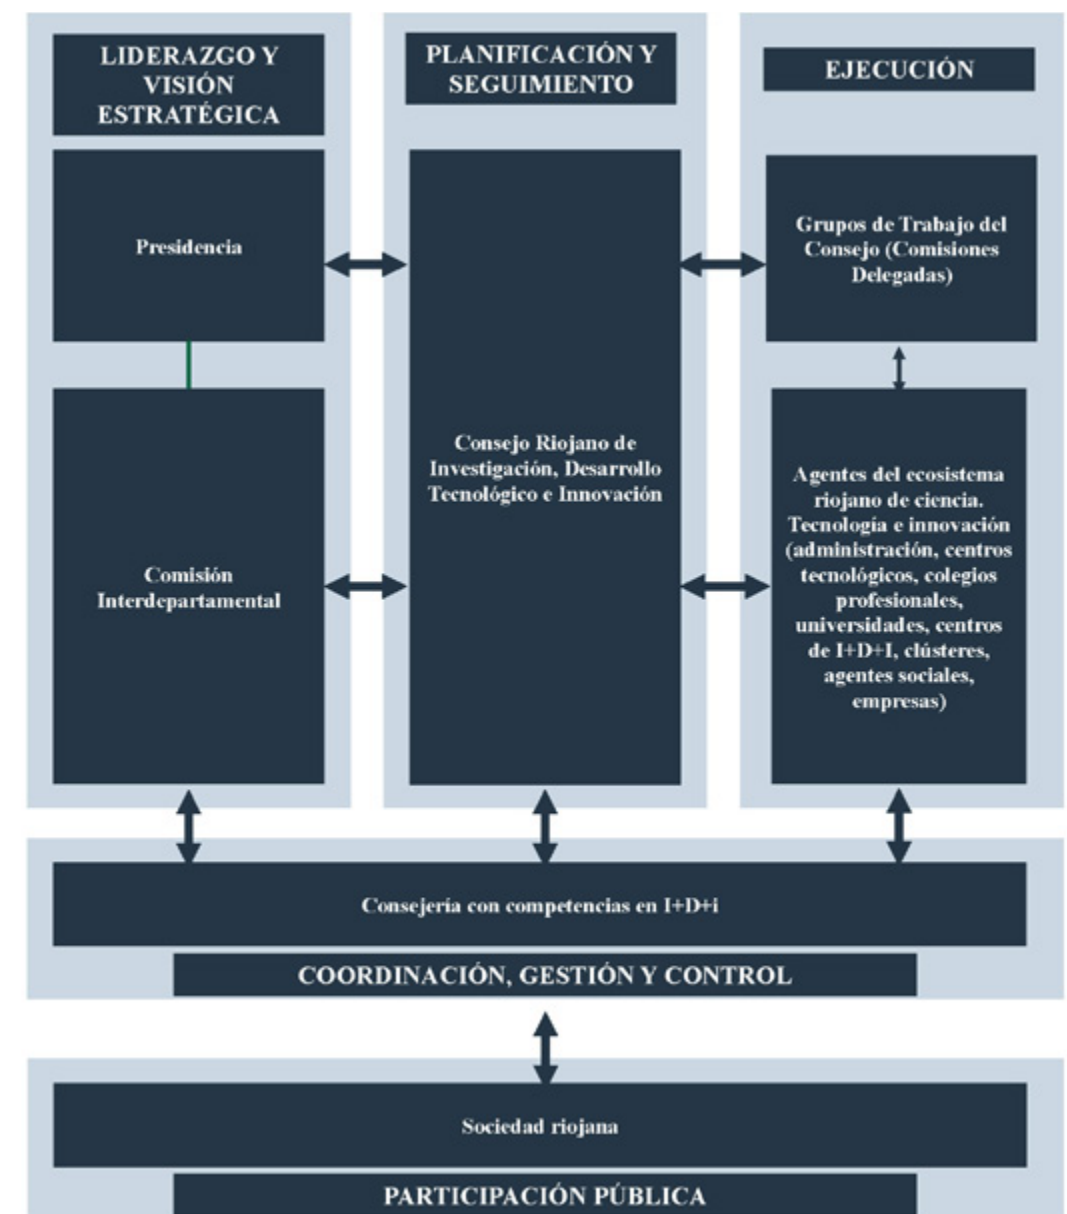 LIDERAZGO Y
VISIÓN
ESTRATÉGICA
Presidencia
Comisión
Interdepartamental
PLANIFICACIÓN Y
SEGUIMIENTO
Consejo Riojano de
Investigación, Desarrollo
Tecnológico e Innovación
EJECUCIÓN
Grupos de Trabajo del
Consejo (Comisiones
Delegadas)
Agentes del ecosistema
riojano de ciencia.
Tecnología e innovación
(administración, centros
tecnológicos, colegios
profesionales,
universidades, centros
de I+D+I, clústeres,
agentes sociales,
empresas)
Consejería con competencias en I+D+i
COORDINACIÓN, GESTIÓN Y CONTROL
Sociedad riojana
PARTICIPACIÓN PÚBLICA